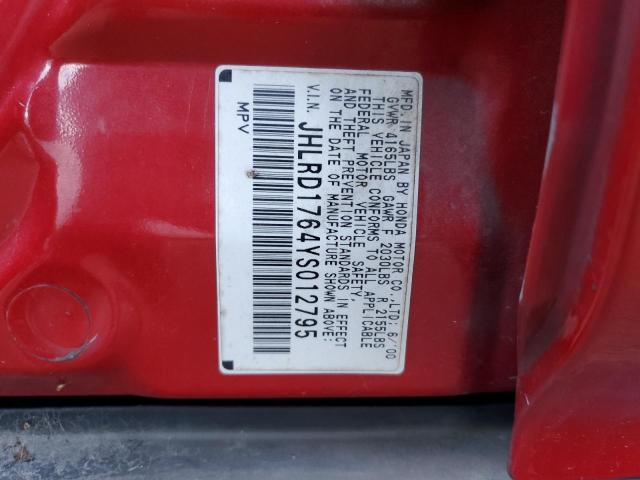 MFD. IN JAPAN BY HONDA MOTOR CO.,LTD; 6/'00
GVWR 4165LBS GAWR F 2030LBS R 2155LBS
THIS VEHICLE CONFORMS TO ALL APPLICABLE
FEDERAL MOTOR VEHICLE SAFETY,
AND THEFT PREVENTION STANDARDS IN EFFECT
ON THE DATE OF MANUFACTURE SHOWN ABOVE:
V.I.N. JHLRD1764YS012795
MPV